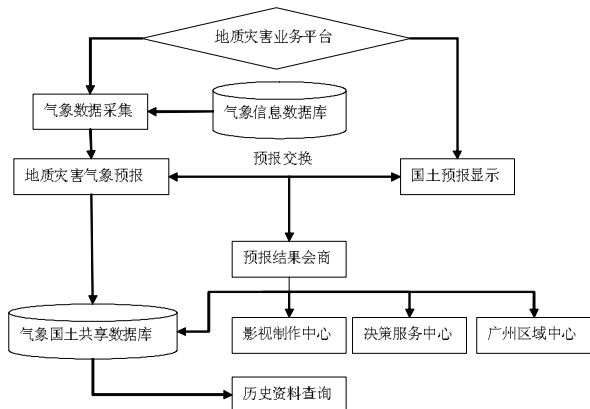 地质灾害业务平台
气象数据采集
气象信息数据库
预报交换
地质灾害气象预报
国土预报显示
预报结果会商
气象国土共享数据库
影视制作中心
决策服务中心
广州区域中心
历史资料查询